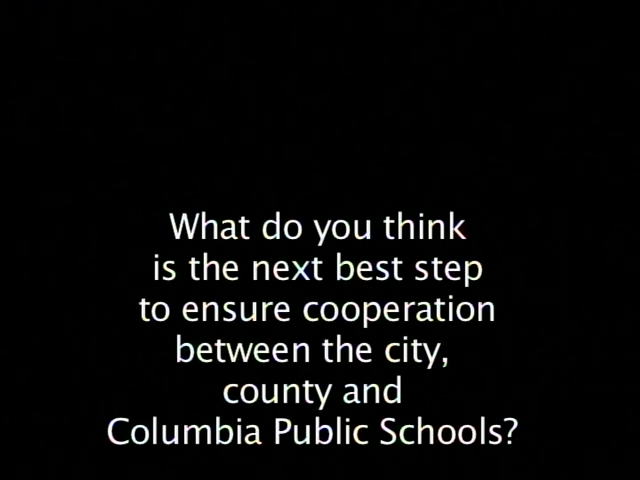 What do you think
is the next best step
to ensure cooperation
between the city,
county and
Columbia Public Schools?